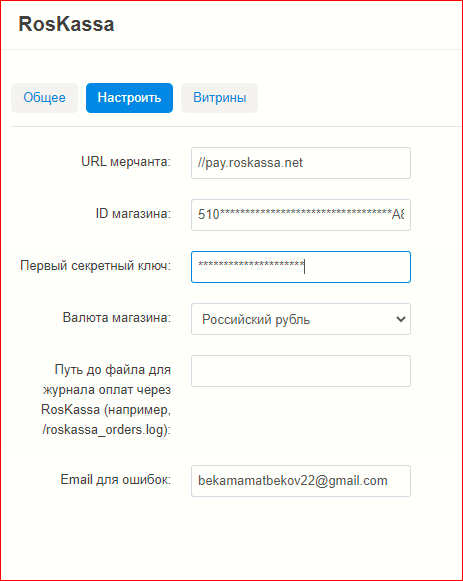 RosKassa
Общее Настроить Витрины
URL мерчанта: //pay.roskassa.net
ID магазина: 510**********************************A8
Первый секретный ключ: *********************
Валюта магазина: Российский рубль
Путь до файла для
журнала оплат через
RosKassa (например,
/roskassa_orders.log):
Email для ошибок: bekamamatbekov22@gmail.com